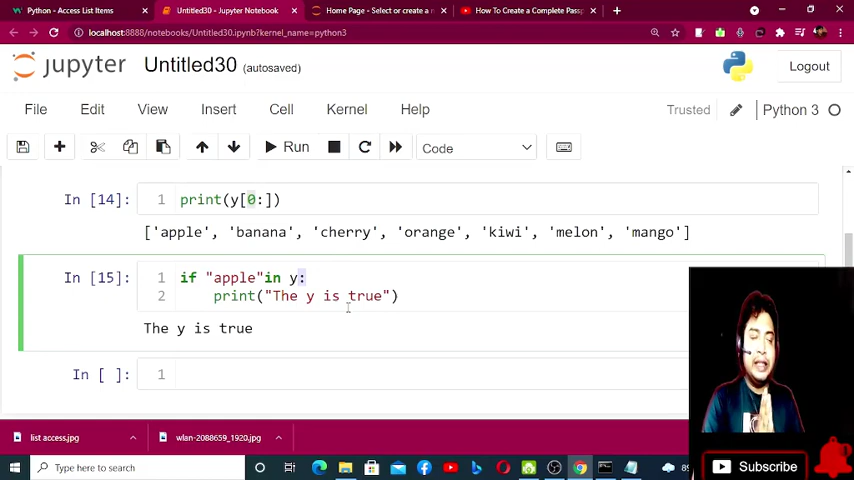 Python - Access List Items
Untitled30 - Jupyter Notebook
Home Page - Select or create a n
How To Create a Complete Passp
localhost:8888/notebooks/Untitled30.ipynb?kernel_name=python3
jupyter Untitled30 (autosaved)
Logout
File Edit View Insert Cell Kernel Help
Trusted Python 3
Run Code
In [14]: 1 print(y[0:])
['apple', 'banana', 'cherry', 'orange', 'kiwi', 'melon', 'mango']
In [15]: 1 if "apple"in y:
2 print("The y is true")
The y is true
In [ ]: 1
list access.jpg
wlan-2088659_1920.jpg
Type here to search
Subscribe